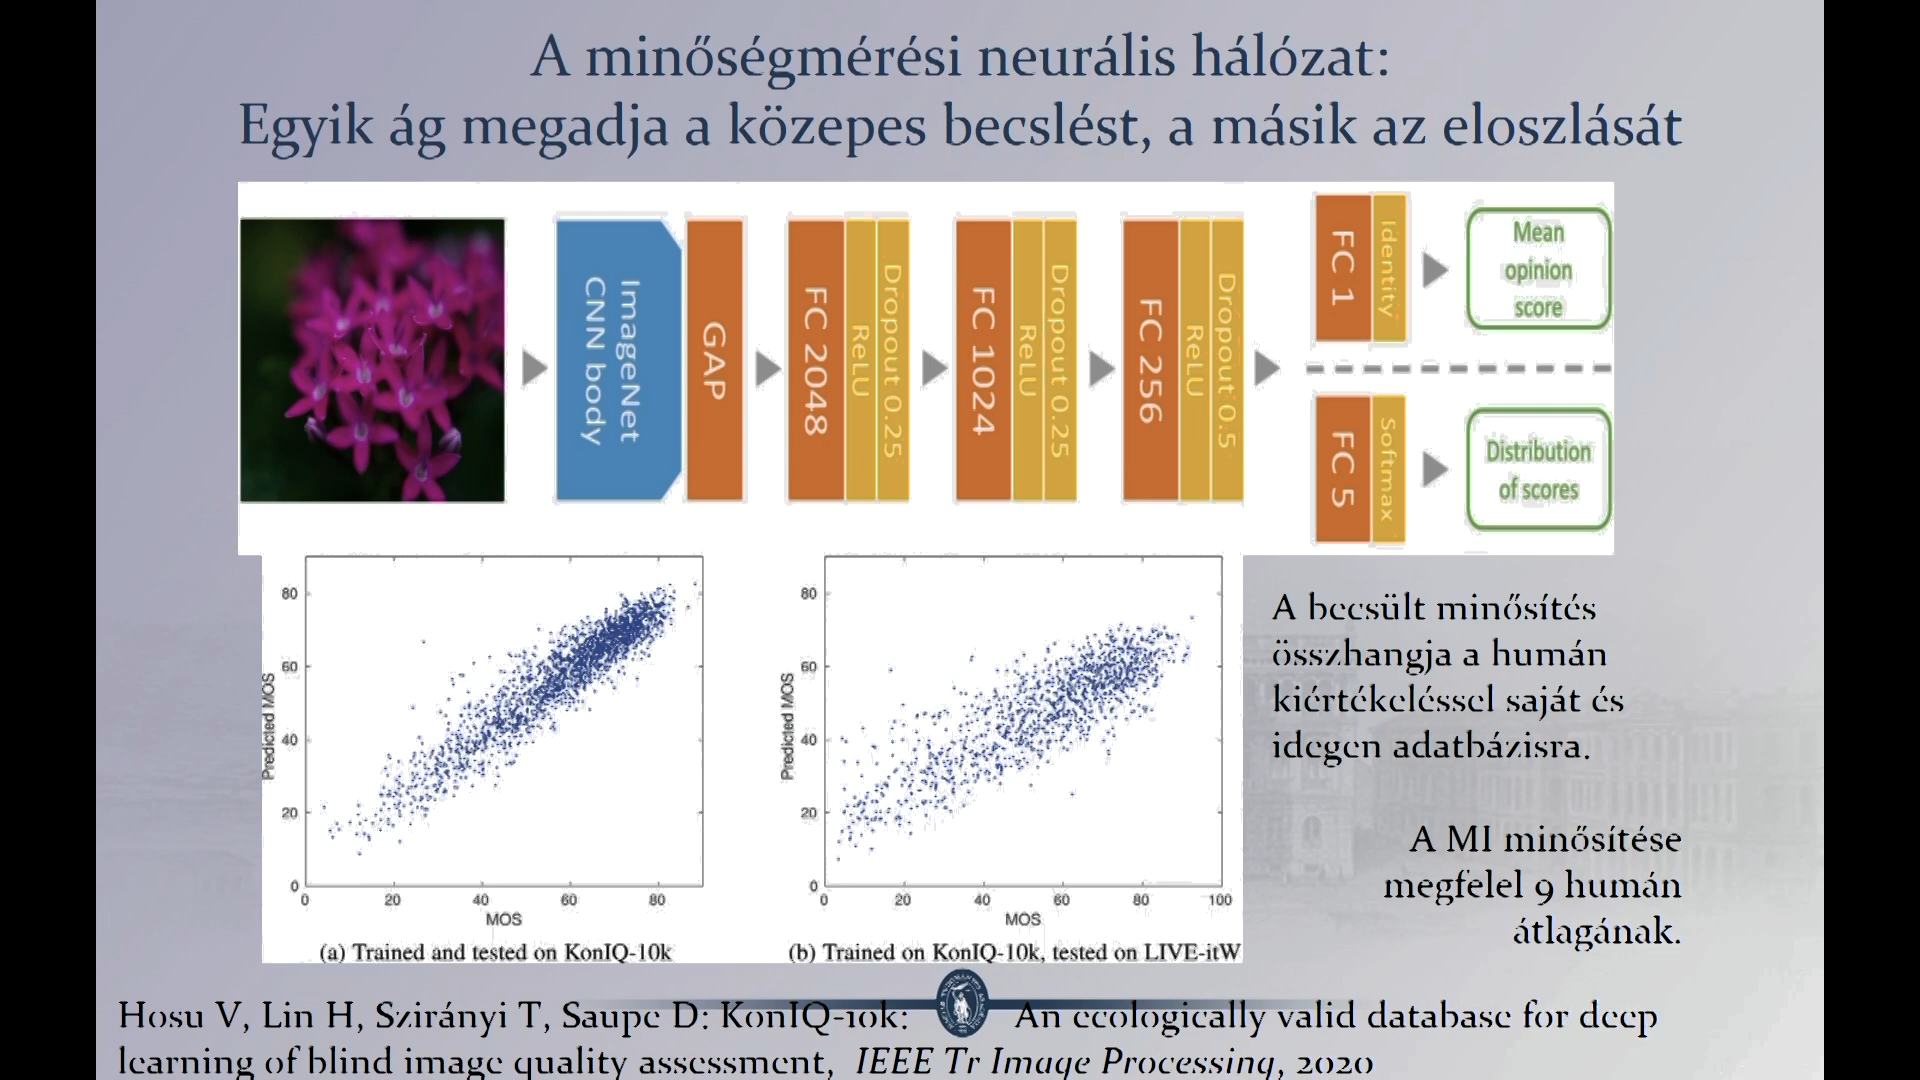 A minőségmérési neurális hálózat:
Egyik ág megadja a közepes becslést, a másik az eloszlását
ImageNet
CNN body
GAP
FC 2048
ReLU
Dropout 0.25
FC 1024
ReLU
Dropout 0.25
FC 256
ReLU
Dropout 0.5
FC 1
Identity
Mean
opinion
score
FC 5
Softmax
Distribution
of scores
80
60
40
20
0
Predicted MOS
0 20 40 60 80
MOS
(a) Trained and tested on KonIQ-10k
80
60
40
20
0
Predicted MOS
0 20 40 60 80 100
MOS
(b) Trained on KonIQ-10k, tested on LIVE-itW
A becsült minősítés
összhangja a humán
kiértékeléssel saját és
idegen adatbázisra.
A MI minősítése
megfelel 9 humán
átlagának.
Hosu V, Lin H, Szirányi T, Saupe D: KonIQ-10k: An ecologically valid database for deep
learning of blind image quality assessment, IEEE Tr Image Processing, 2020